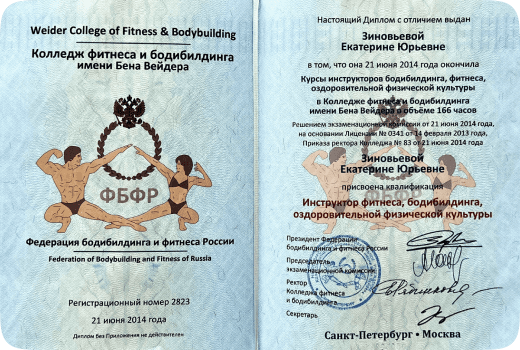 Weider College of Fitness & Bodybuilding
Колледж фитнеса и бодибилдинга
имени Бена Вейдера
ФБФР
Федерация бодибилдинга и фитнеса России
Federation of Bodybuilding and Fitness of Russia
Регистрационный номер 2823
21 июня 2014 года
Диплом без Приложения не действителен
Настоящий Диплом с отличием выдан
Зиновьевой
Екатерине Юрьевне
в том, что она 21 июня 2014 года окончила
Курсы инструкторов бодибилдинга, фитнеса,
оздоровительной физической культуры
в Колледже фитнеса и бодибилдинга
имени Бена Вейдера в объёме 166 часов
Решением экзаменационной комиссии от 21 июня 2014 года,
на основании Лицензии № 0341 от 14 февраля 2013 года,
Приказа ректора Колледжа № 83 от 21 июня 2014 года
Зиновьевой
Екатерине Юрьевне
присвоена квалификация
Инструктор фитнеса, бодибилдинга,
оздоровительной физической культуры
Президент Федерации
бодибилдинга и фитнеса России
Председатель
экзаменационной комиссии
Ректор
Колледжа фитнеса
и бодибилдинга
Секретарь
Санкт-Петербург • Москва